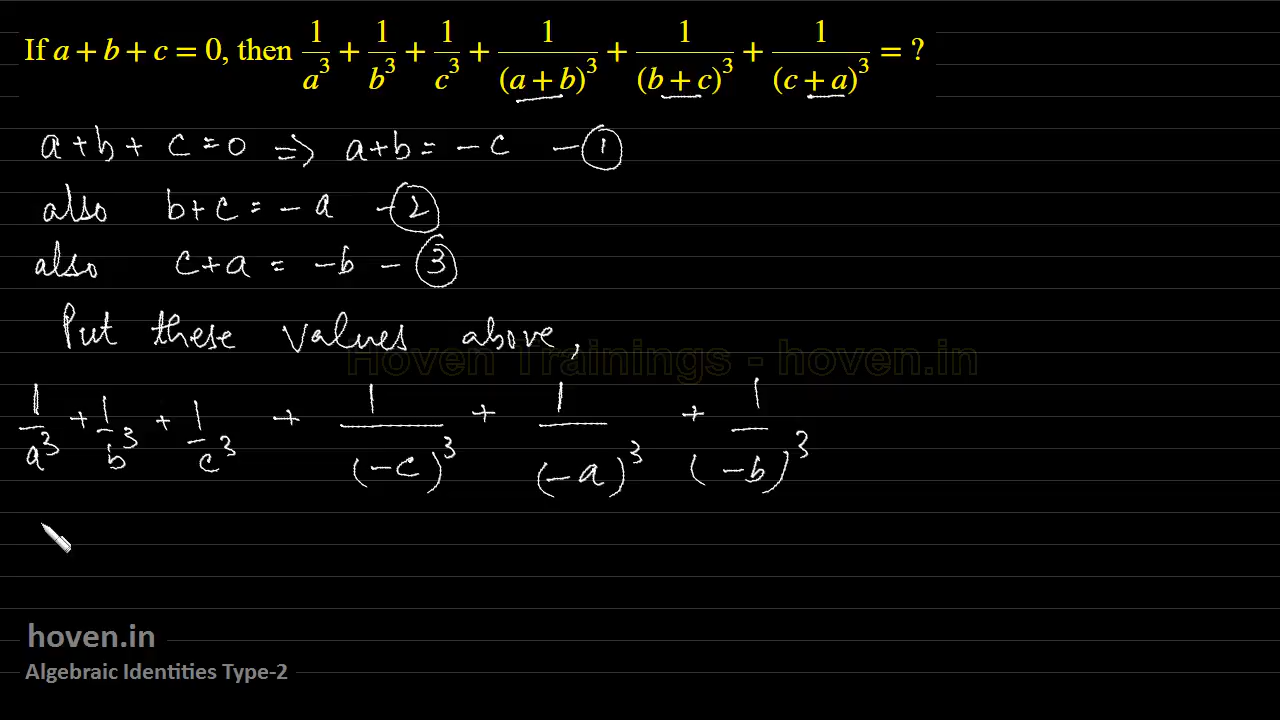 If a + b + c = 0, then 1/a³ + 1/b³ + 1/c³ + 1/(a + b)³ + 1/(b + c)³ + 1/(c + a)³ = ?
a+b+ c=0 => a+b = -c -①
also b+c = -a -②
also c+a = -b -③
Put these values above,
Hoven Trainings - hoven.in
1/a³ + 1/b³ + 1/c³ + 1/(-c)³ + 1/(-a)³ + 1/(-b)³
hoven.in
Algebraic Identities Type-2